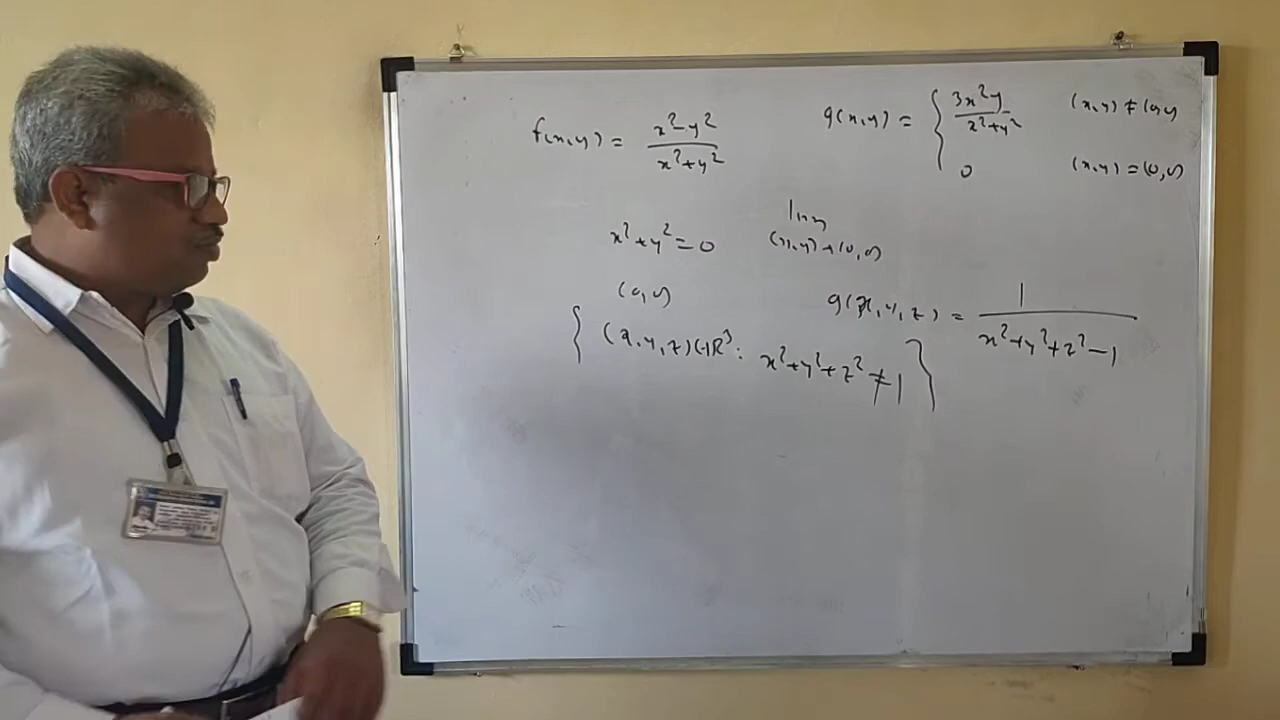 f(x,y) = x²-y² / x²+y²
g(x,y) = { 3x²y / x²+y² (x,y) ≠ (0,0)
0 (x,y) = (0,0)
x²+y² = 0
lim (x,y)→(0,0)
(0,0)
g(x,y,z) = 1 / x²+y²+z²-1
{ (x,y,z)∈ℝ³: x²+y²+z² ≠ 1 }